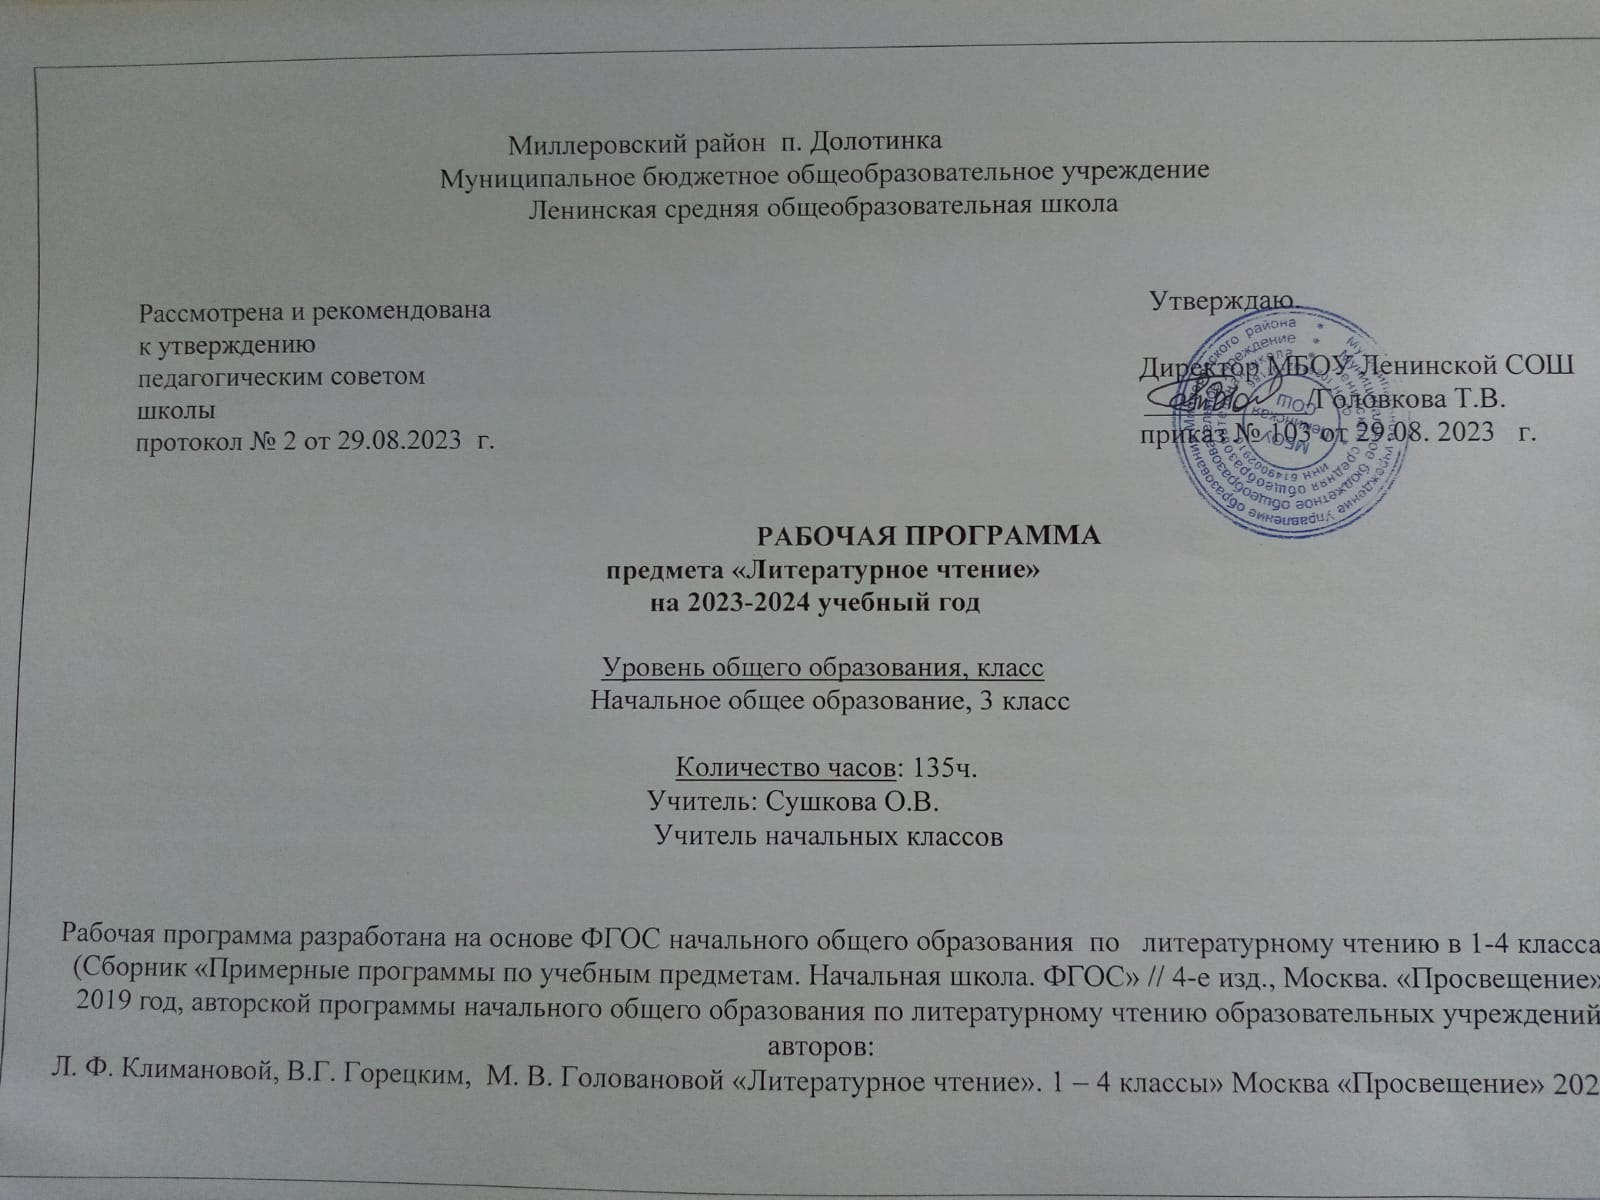 Миллеровский район п. Долотинка
Муниципальное бюджетное общеобразовательное учреждение
Ленинская средняя общеобразовательная школа
Рассмотрена и рекомендована
к утверждению
педагогическим советом
школы
протокол № 2 от 29.08.2023 г.
Утверждаю.
Директор МБОУ Ленинской СОШ
/Головкова Т.В.
приказ № 103 от 29.08. 2023 г.
МБОУ
Ленинская
СОШ
РАБОЧАЯ ПРОГРАММА
предмета «Литературное чтение»
на 2023-2024 учебный год
Уровень общего образования, класс
Начальное общее образование, 3 класс
Количество часов: 135ч.
Учитель: Сушкова О.В.
Учитель начальных классов
Рабочая программа разработана на основе ФГОС начального общего образования по литературному чтению в 1-4 класса
(Сборник «Примерные программы по учебным предметам. Начальная школа. ФГОС» // 4-е изд., Москва. «Просвещение»
2019 год, авторской программы начального общего образования по литературному чтению образовательных учреждений
авторов:
Л. Ф. Климановой, В.Г. Горецким, М. В. Головановой «Литературное чтение». 1 – 4 классы» Москва «Просвещение» 202